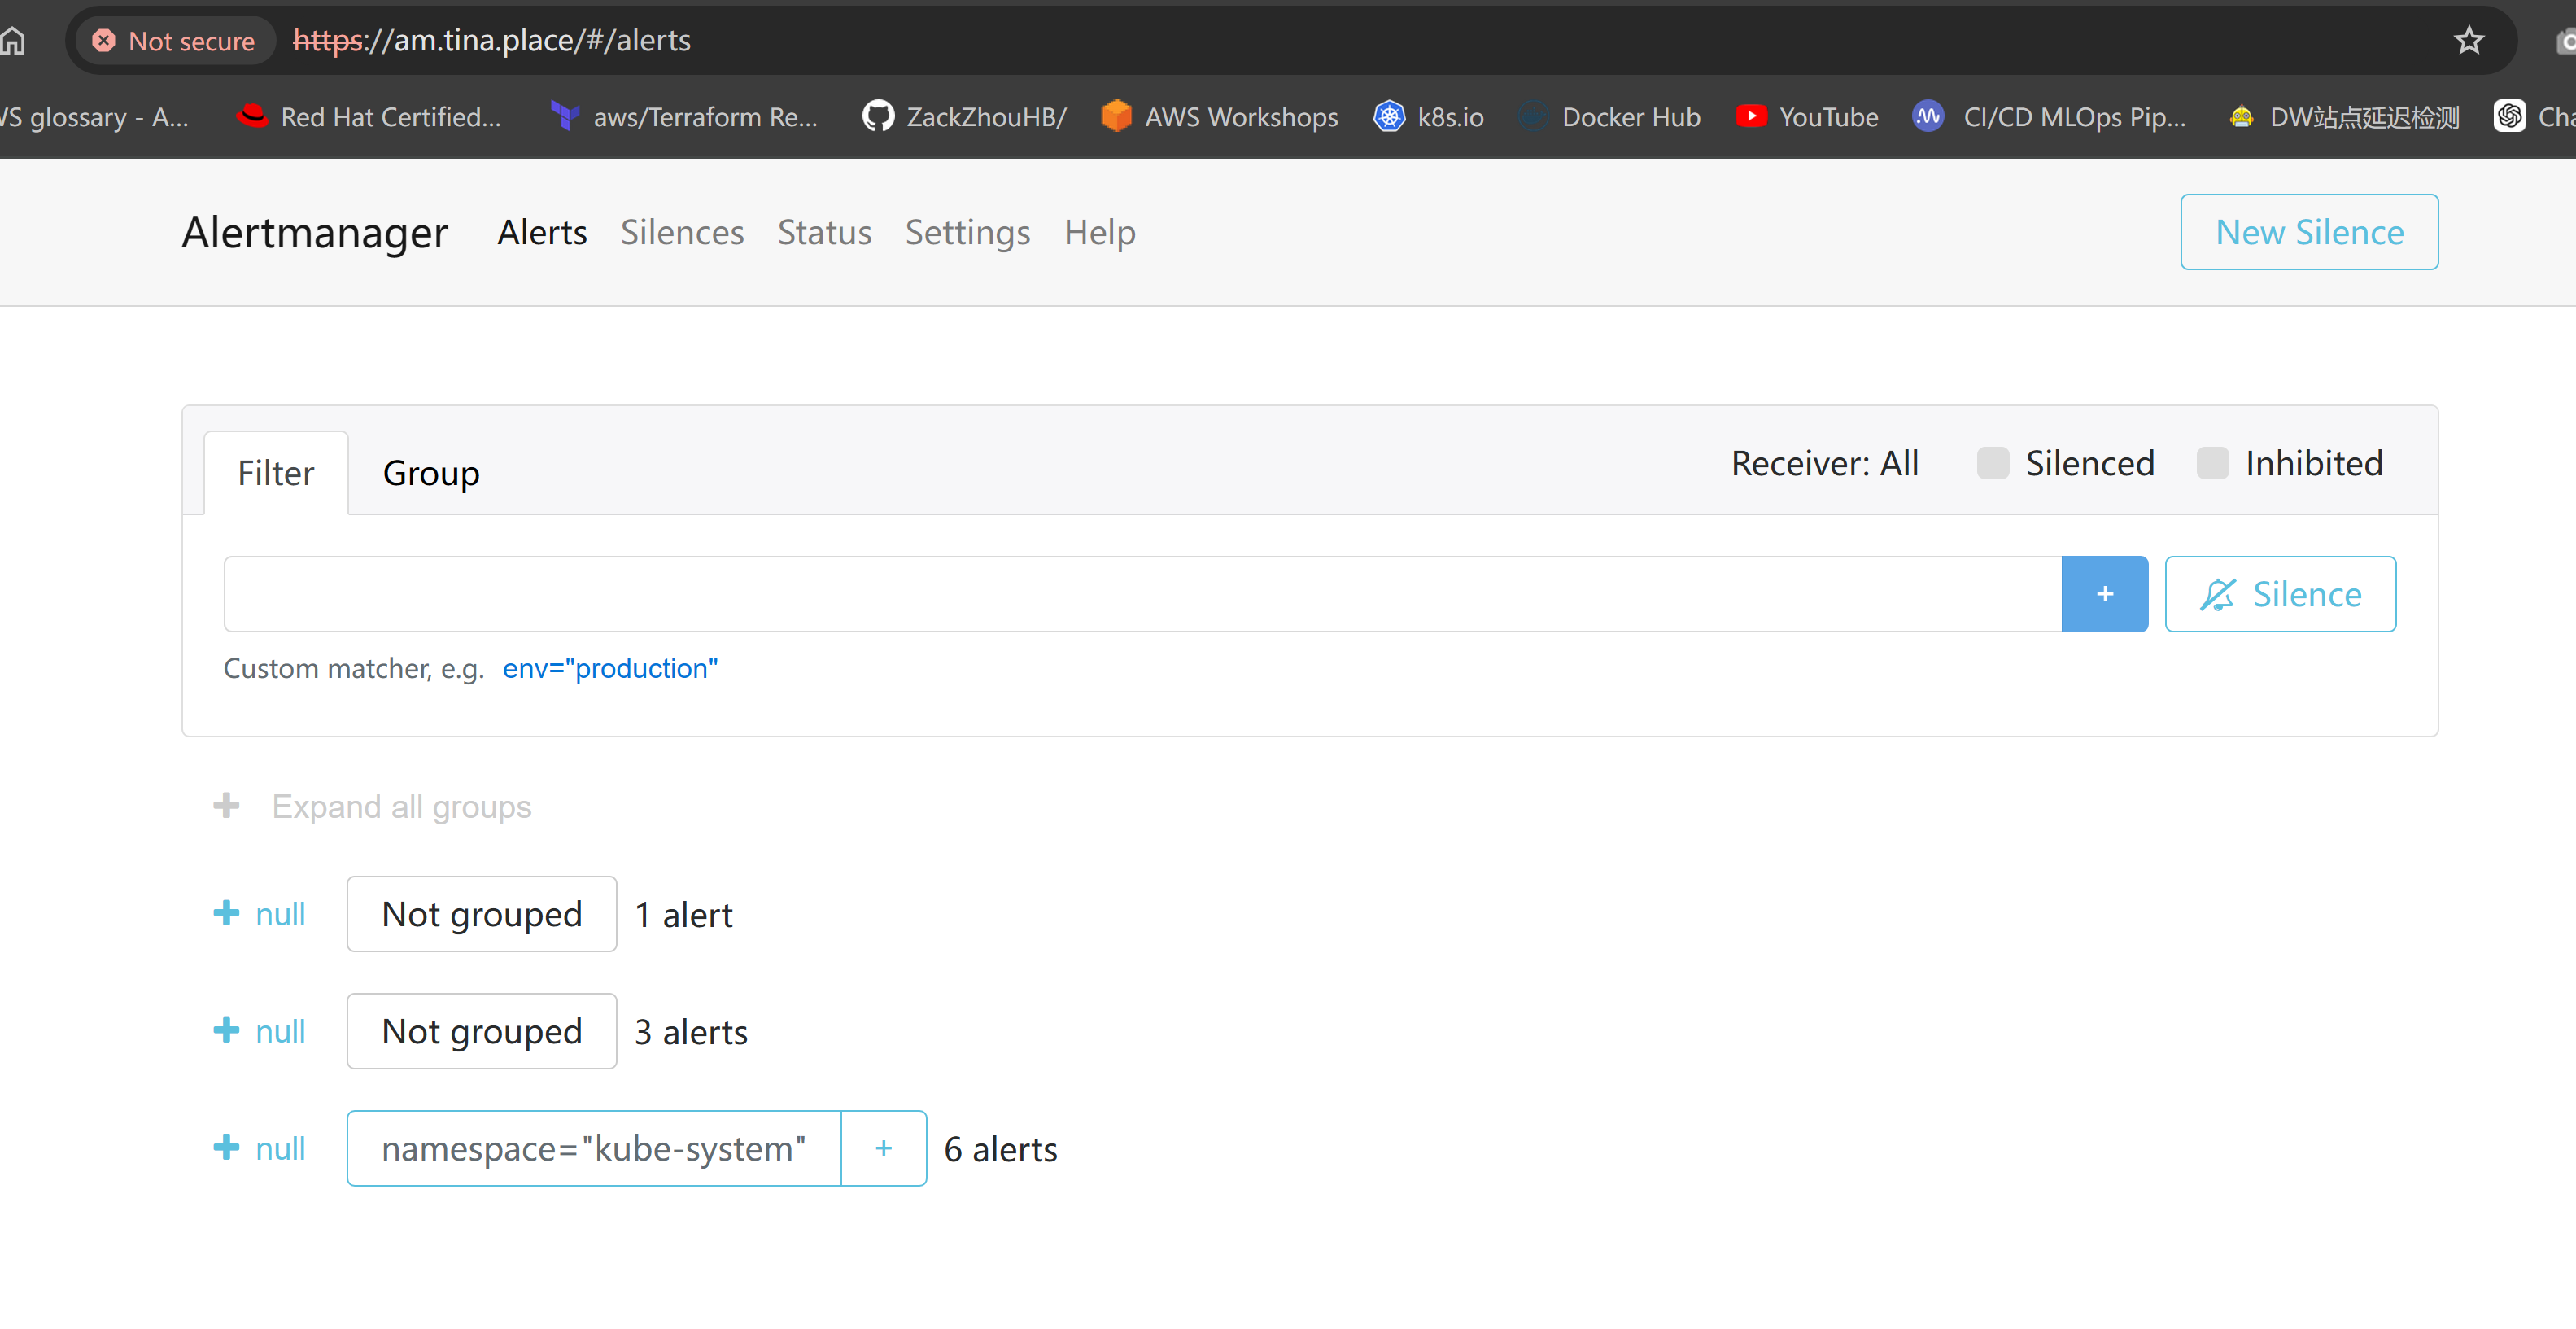 Not secure https://am.tina.place/#/alerts
WS glossary - A... Red Hat Certified... aws/Terraform Re... ZackZhouHB/ AWS Workshops k8s.io Docker Hub YouTube CI/CD MLOps Pip... DW站点延迟检测 Cha
Alertmanager Alerts Silences Status Settings Help New Silence
Filter Group Receiver: All Silenced Inhibited
+ Silence
Custom matcher, e.g. env="production"
+ Expand all groups
+ null Not grouped 1 alert
+ null Not grouped 3 alerts
+ null namespace="kube-system" + 6 alerts